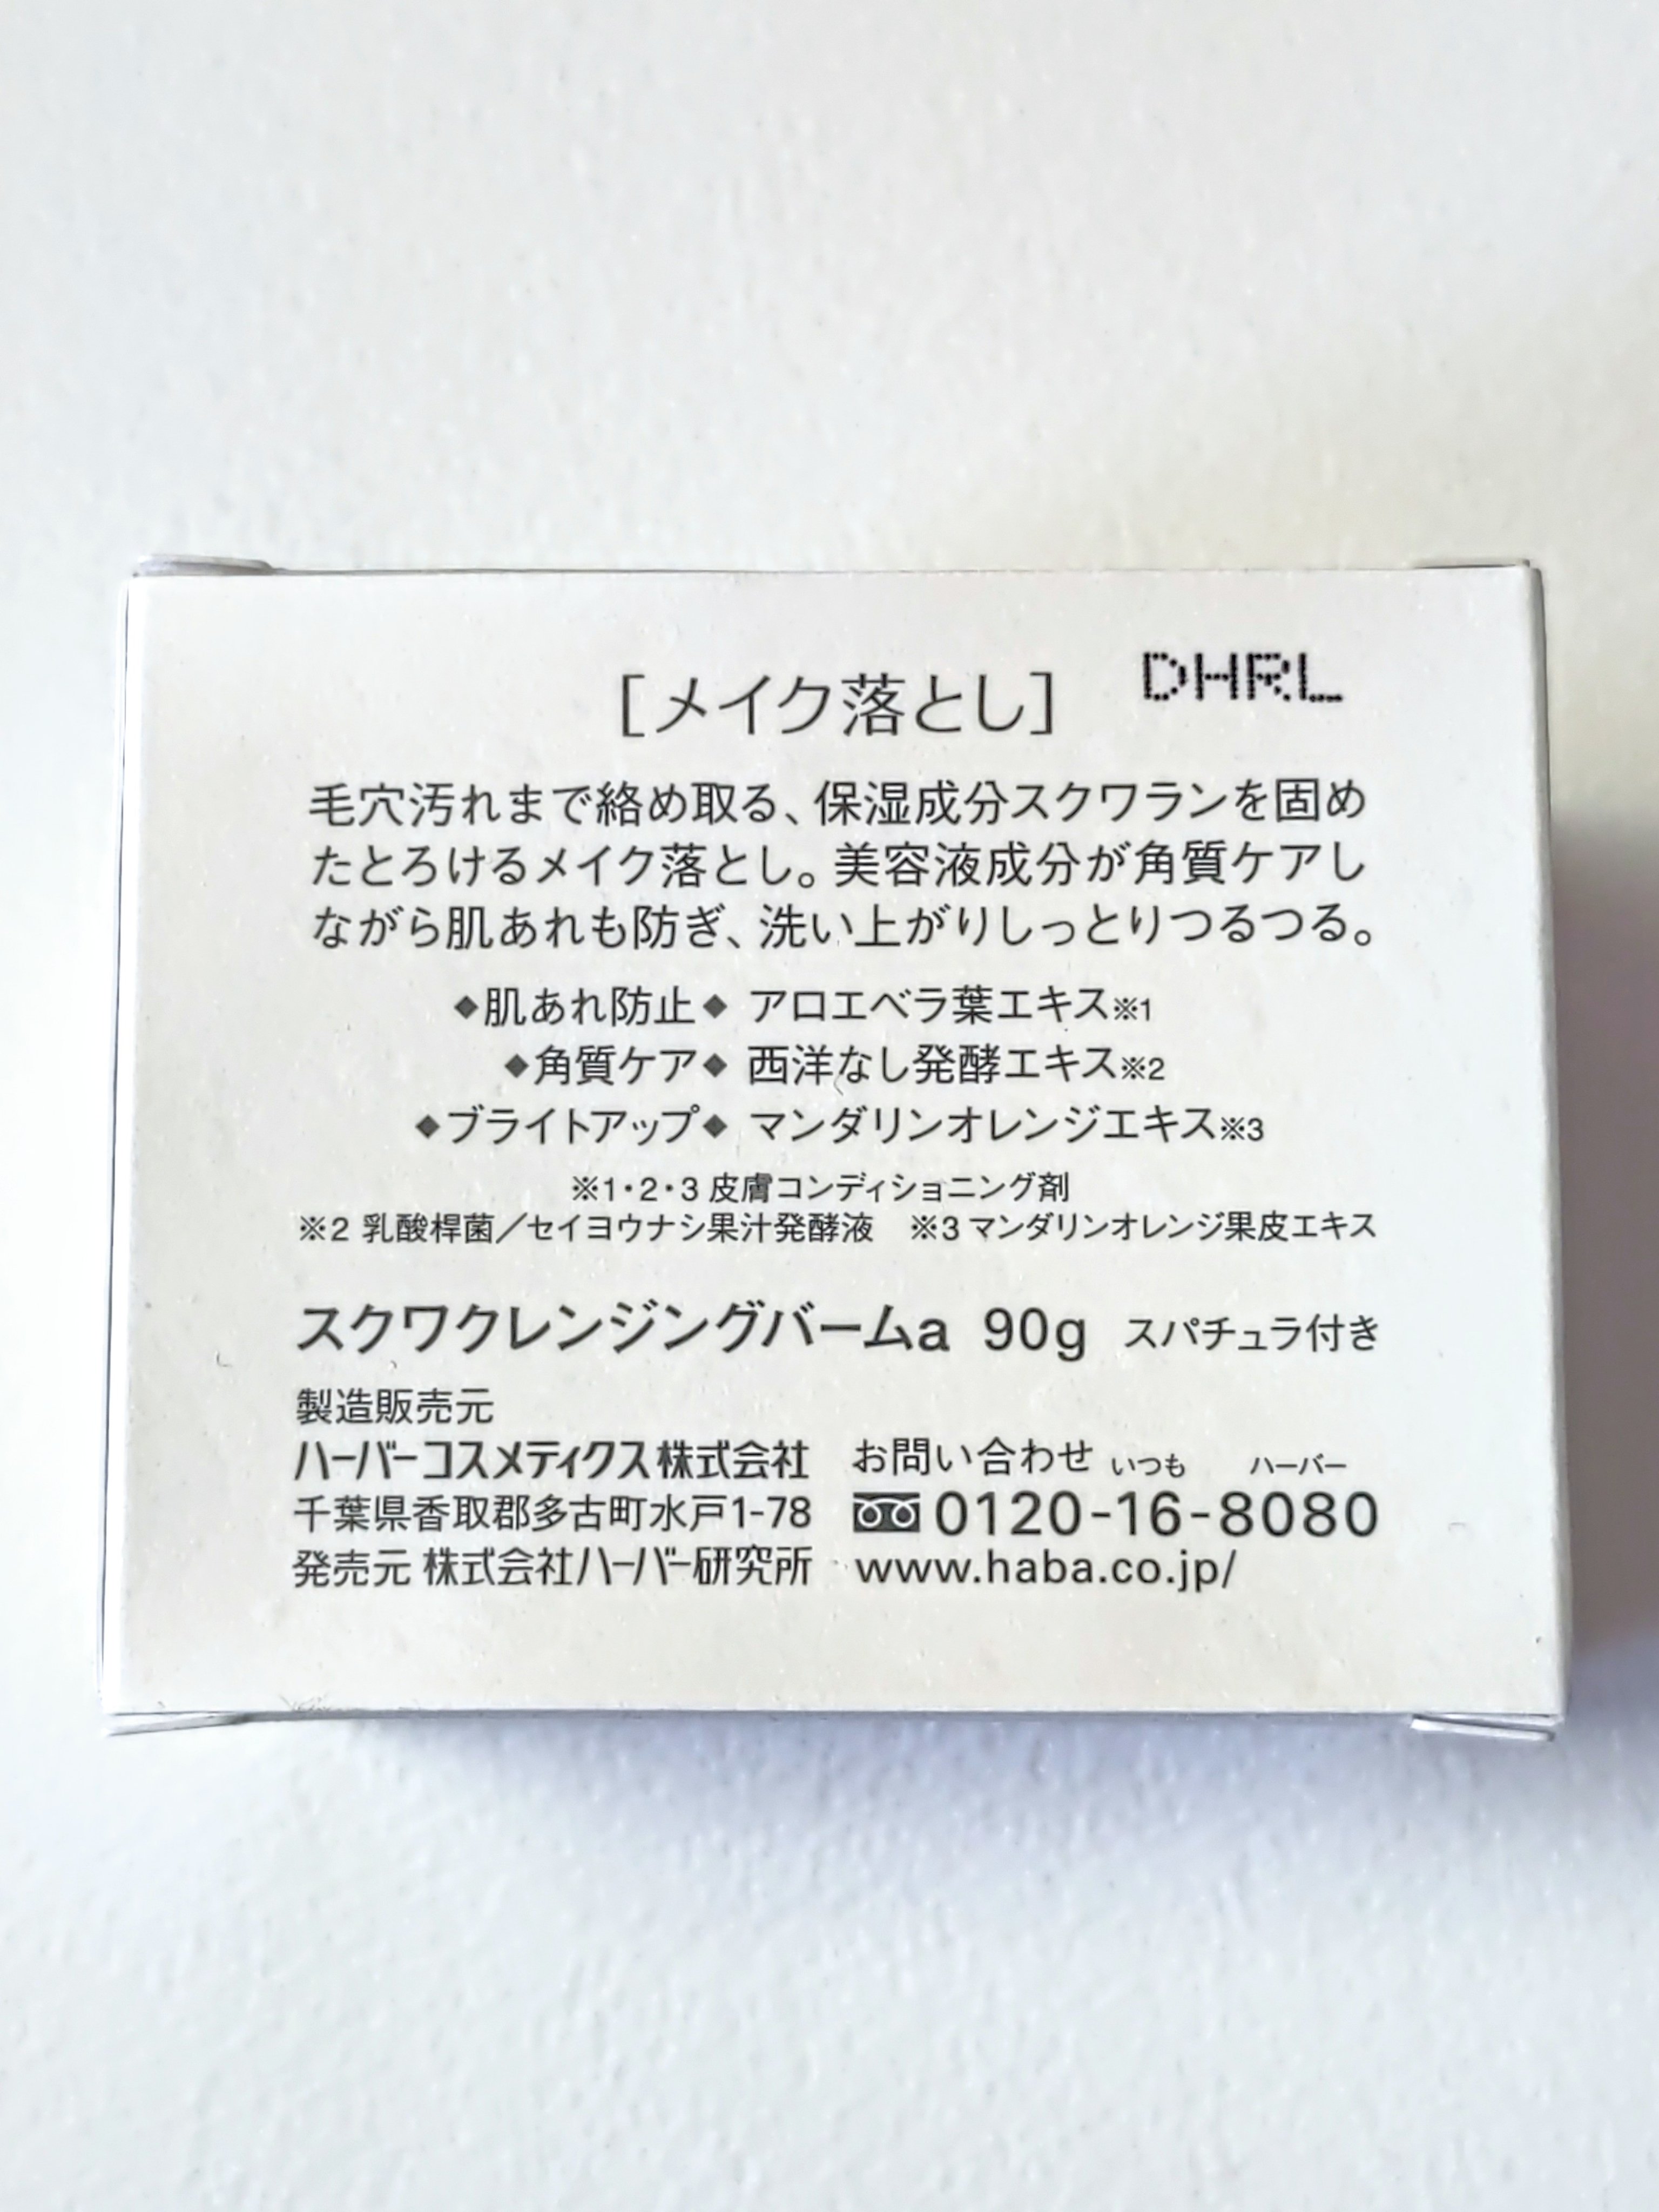 ［メイク落とし］
DHRL
毛穴汚れまで絡め取る、保湿成分スクワランを固め
たとろけるメイク落とし。美容液成分が角質ケアし
ながら肌あれも防ぎ、洗い上がりしっとりつるつる。
◆肌あれ防止◆ アロエベラ葉エキス※1
◆角質ケア◆ 西洋なし発酵エキス※2
◆ブライトアップ◆ マンダリンオレンジエキス※3
※1・2・3 皮膚コンディショニング剤
※2 乳酸桿菌／セイヨウナシ果汁発酵液　※3 マンダリンオレンジ果皮エキス
スクワクレンジングバームa 90g スパチュラ付き
製造販売元
ハーバーコスメティクス株式会社
千葉県香取郡多古町水戸1-78
発売元 株式会社ハーバー研究所
お問い合わせ いつも ハーバー
0120-16-8080
www.haba.co.jp/